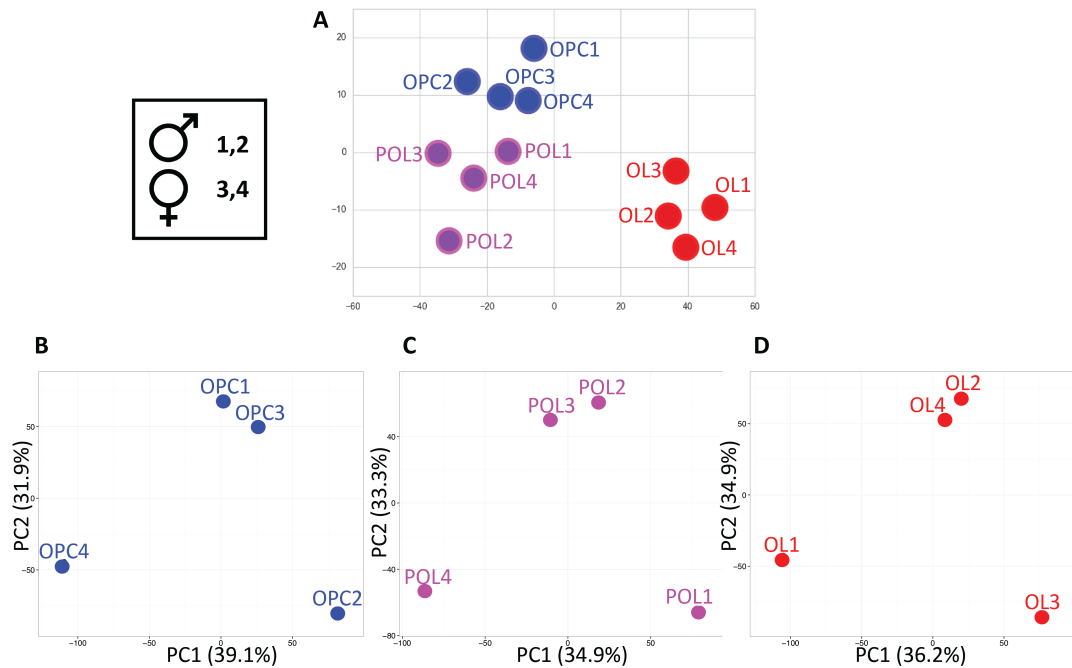 A
1,2
3,4
20
10
0
−10
−20
OPC1
OPC2
OPC3
OPC4
POL3
POL1
POL4
POL2
OL3
OL1
OL2
OL4
−60
−40
−20
0
20
40
60
B
OPC1
OPC3
OPC4
OPC2
50
0
−50
PC2 (31.9%)
−100
−50
0
50
PC1 (39.1%)
C
POL2
POL3
POL4
POL1
40
0
−40
−80
PC2 (33.3%)
−100
−50
0
50
PC1 (34.9%)
D
OL2
OL4
OL1
OL3
50
0
−50
PC2 (34.9%)
−100
−50
0
50
PC1 (36.2%)